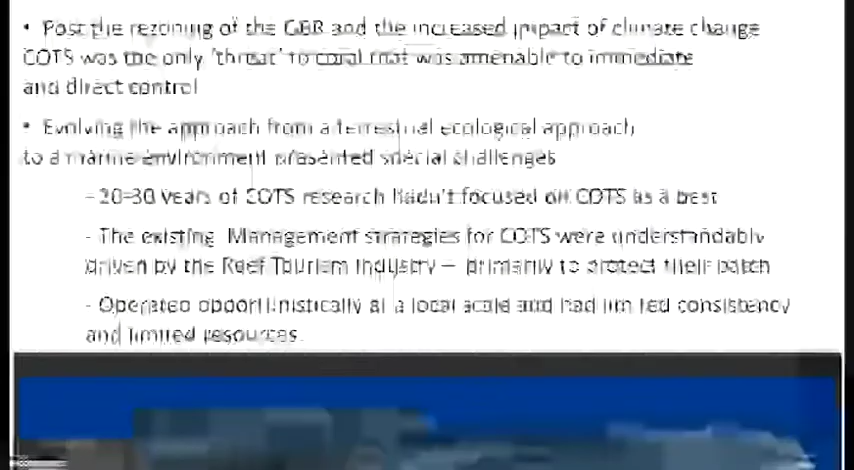 • Post the rezoning of the GBR and the increased impact of climate change
COTS was the only 'threat' to coral that was amenable to immediate
and direct control
• Evolving the approach from a terrestrial ecological approach
to a marine environment presented special challenges
- 20-30 years of COTS research hadn't focused on COTS as a pest
- The existing Management strategies for COTS were understandably
driven by the Reef Tourism Industry – primarily to protect their patch
- Operated opportunistically at a local scale and had limited consistency
and limited resources.